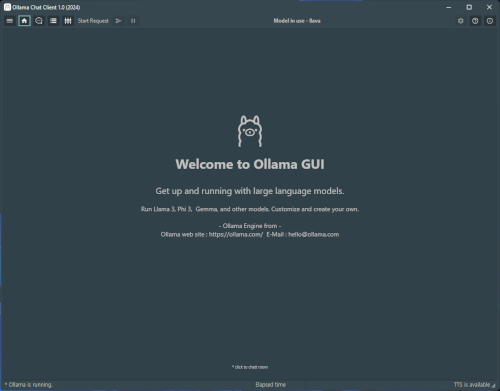 Ollama Chat Client 1.0 (2024)
Start Request
Model in use - llava
Welcome to Ollama GUI
Get up and running with large language models.
Run Llama 3, Phi 3, Gemma, and other models. Customize and create your own.
- Ollama Engine from -
Ollama web site : https://ollama.com/ E-Mail : hello@ollama.com
* click to chatt room
* Ollama is running.
Elapsed time
TTS is available